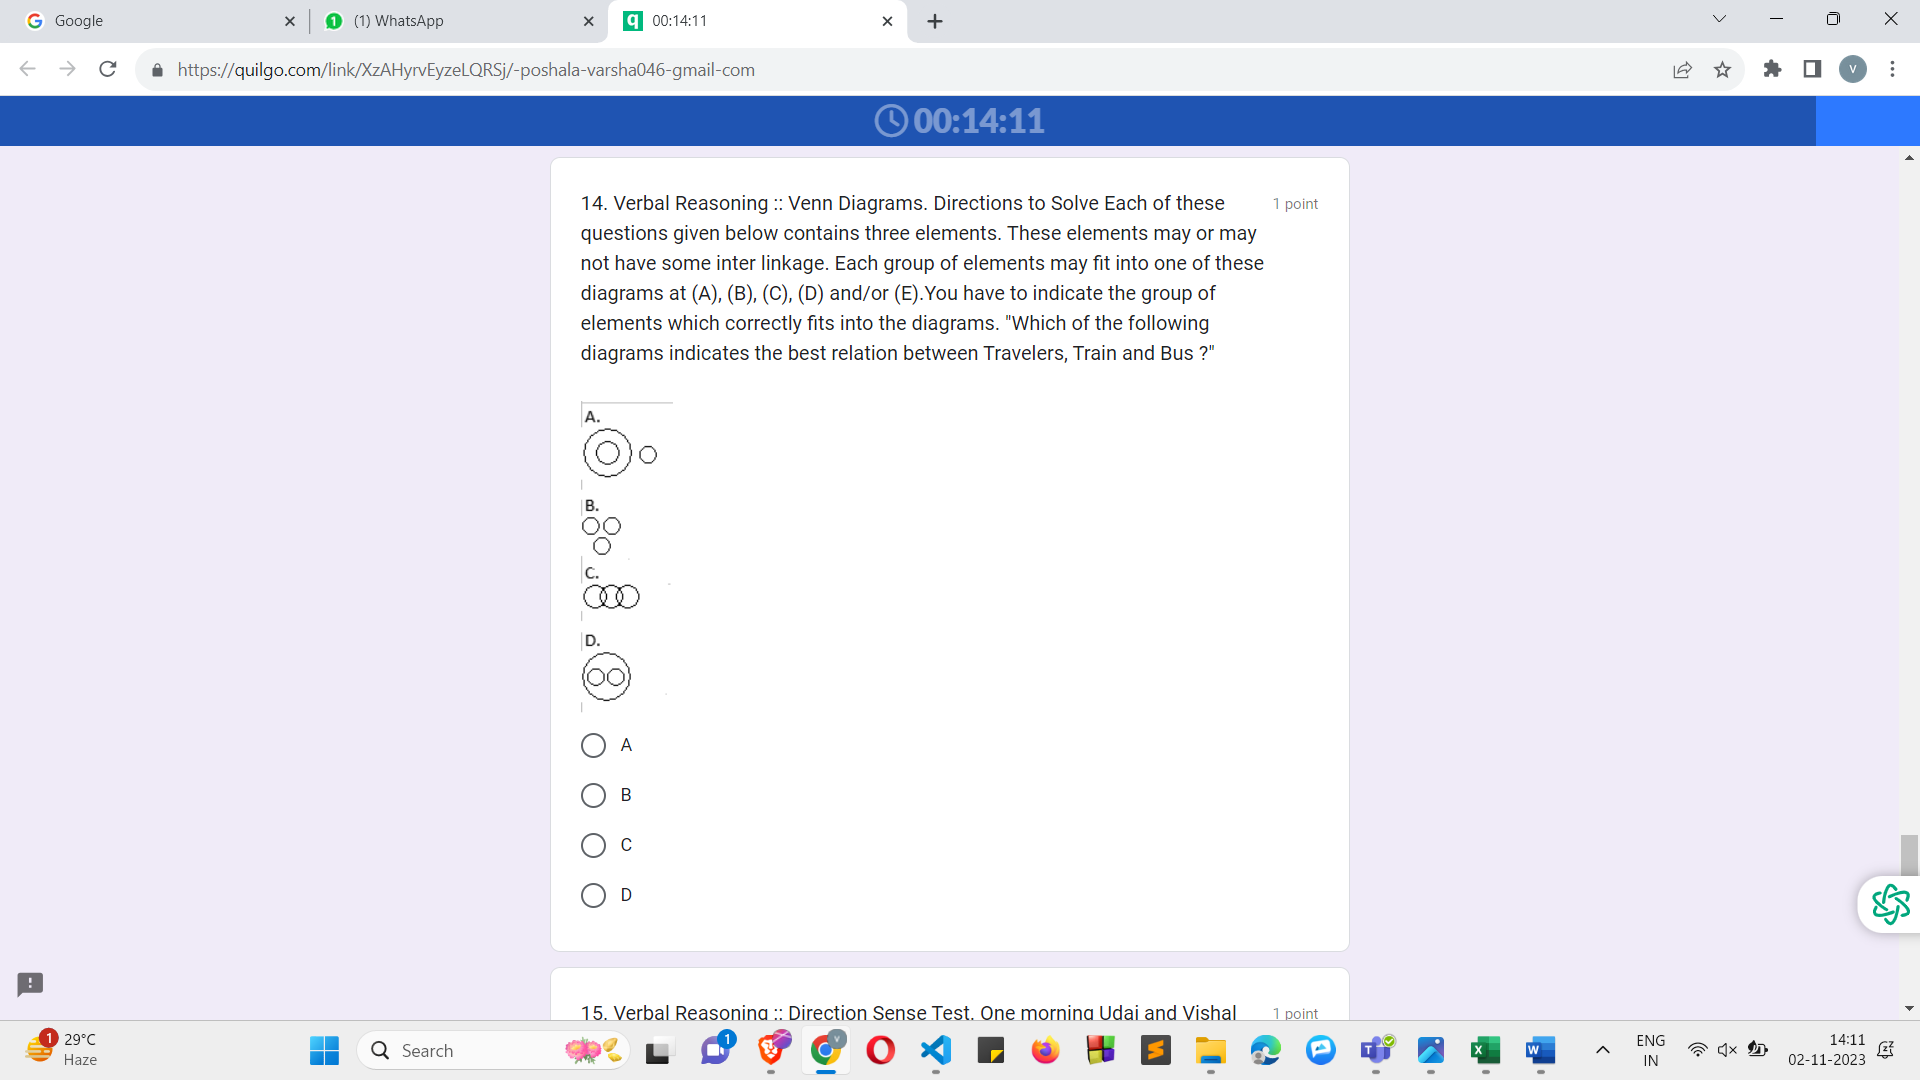 Google
1
(1) WhatsApp
q
00:14:11
https://quilgo.com/link/XzAHyrvEyzeLQRSj/-poshala-varsha046-gmail-com
V
00:14:11
14. Verbal Reasoning :: Venn Diagrams. Directions to Solve Each of these
1 point
questions given below contains three elements. These elements may or may
not have some inter linkage. Each group of elements may fit into one of these
diagrams at (A), (B), (C), (D) and/or (E).You have to indicate the group of
elements which correctly fits into the diagrams. "Which of the following
diagrams indicates the best relation between Travelers, Train and Bus ?"
A.
B.
C.
D.
A
B
C
D
15. Verbal Reasoning :: Direction Sense Test. One morning Udai and Vishal
1 point
1
29°C
Haze
Search
1
V
ENG
IN
14:11
02-11-2023